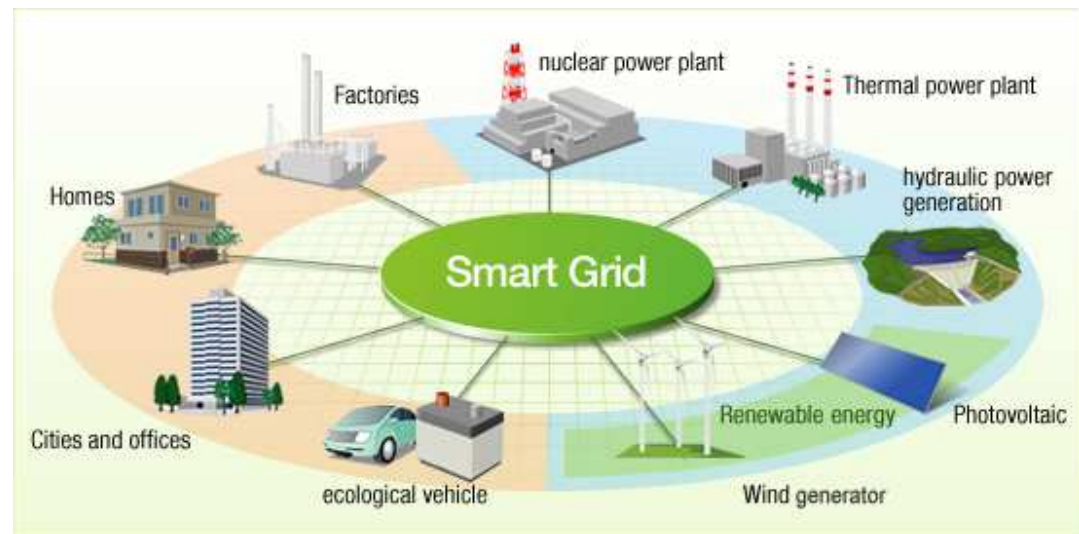 nuclear power plant
Factories
Thermal power plant
Homes
hydraulic power
generation
Smart Grid
Renewable energy
Photovoltaic
Cities and offices
ecological vehicle
Wind generator